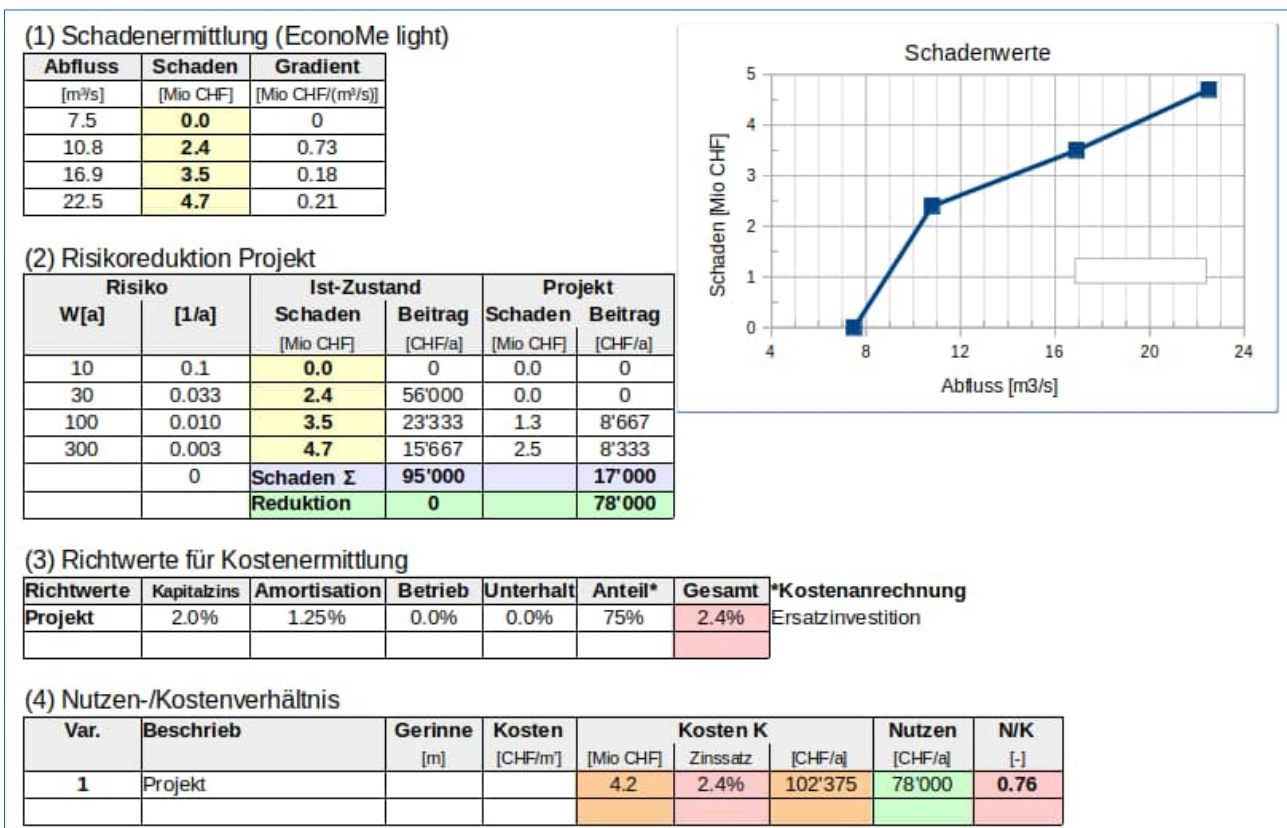 (1) Schadenermittlung (EconoMe light)
Abfluss Schaden Gradient
[m³/s] [Mio CHF] [Mio CHF/(m³/s)]
7.5 0.0 0
10.8 2.4 0.73
16.9 3.5 0.18
22.5 4.7 0.21
Schadenwerte
5
4
3
2
1
0
Schaden [Mio CHF]
4 8 12 16 20 24
Abfluss [m3/s]
(2) Risikoreduktion Projekt
Risiko Ist-Zustand Projekt
W[a] [1/a] Schaden Beitrag Schaden Beitrag
[Mio CHF] [CHF/a] [Mio CHF] [CHF/a]
10 0.1 0.0 0 0.0 0
30 0.033 2.4 56'000 0.0 0
100 0.010 3.5 23'333 1.3 8'667
300 0.003 4.7 15'667 2.5 8'333
0 Schaden Σ 95'000 17'000
Reduktion 0 78'000
(3) Richtwerte für Kostenermittlung
Richtwerte Kapitalzins Amortisation Betrieb Unterhalt Anteil* Gesamt *Kostenanrechnung
Projekt 2.0% 1.25% 0.0% 0.0% 75% 2.4% Ersatzinvestition
(4) Nutzen-/Kostenverhältnis
Var. Beschrieb Gerinne Kosten Kosten K Nutzen N/K
[m] [CHF/m'] [Mio CHF] Zinssatz [CHF/a] [CHF/a] [-]
1 Projekt 4.2 2.4% 102'375 78'000 0.76